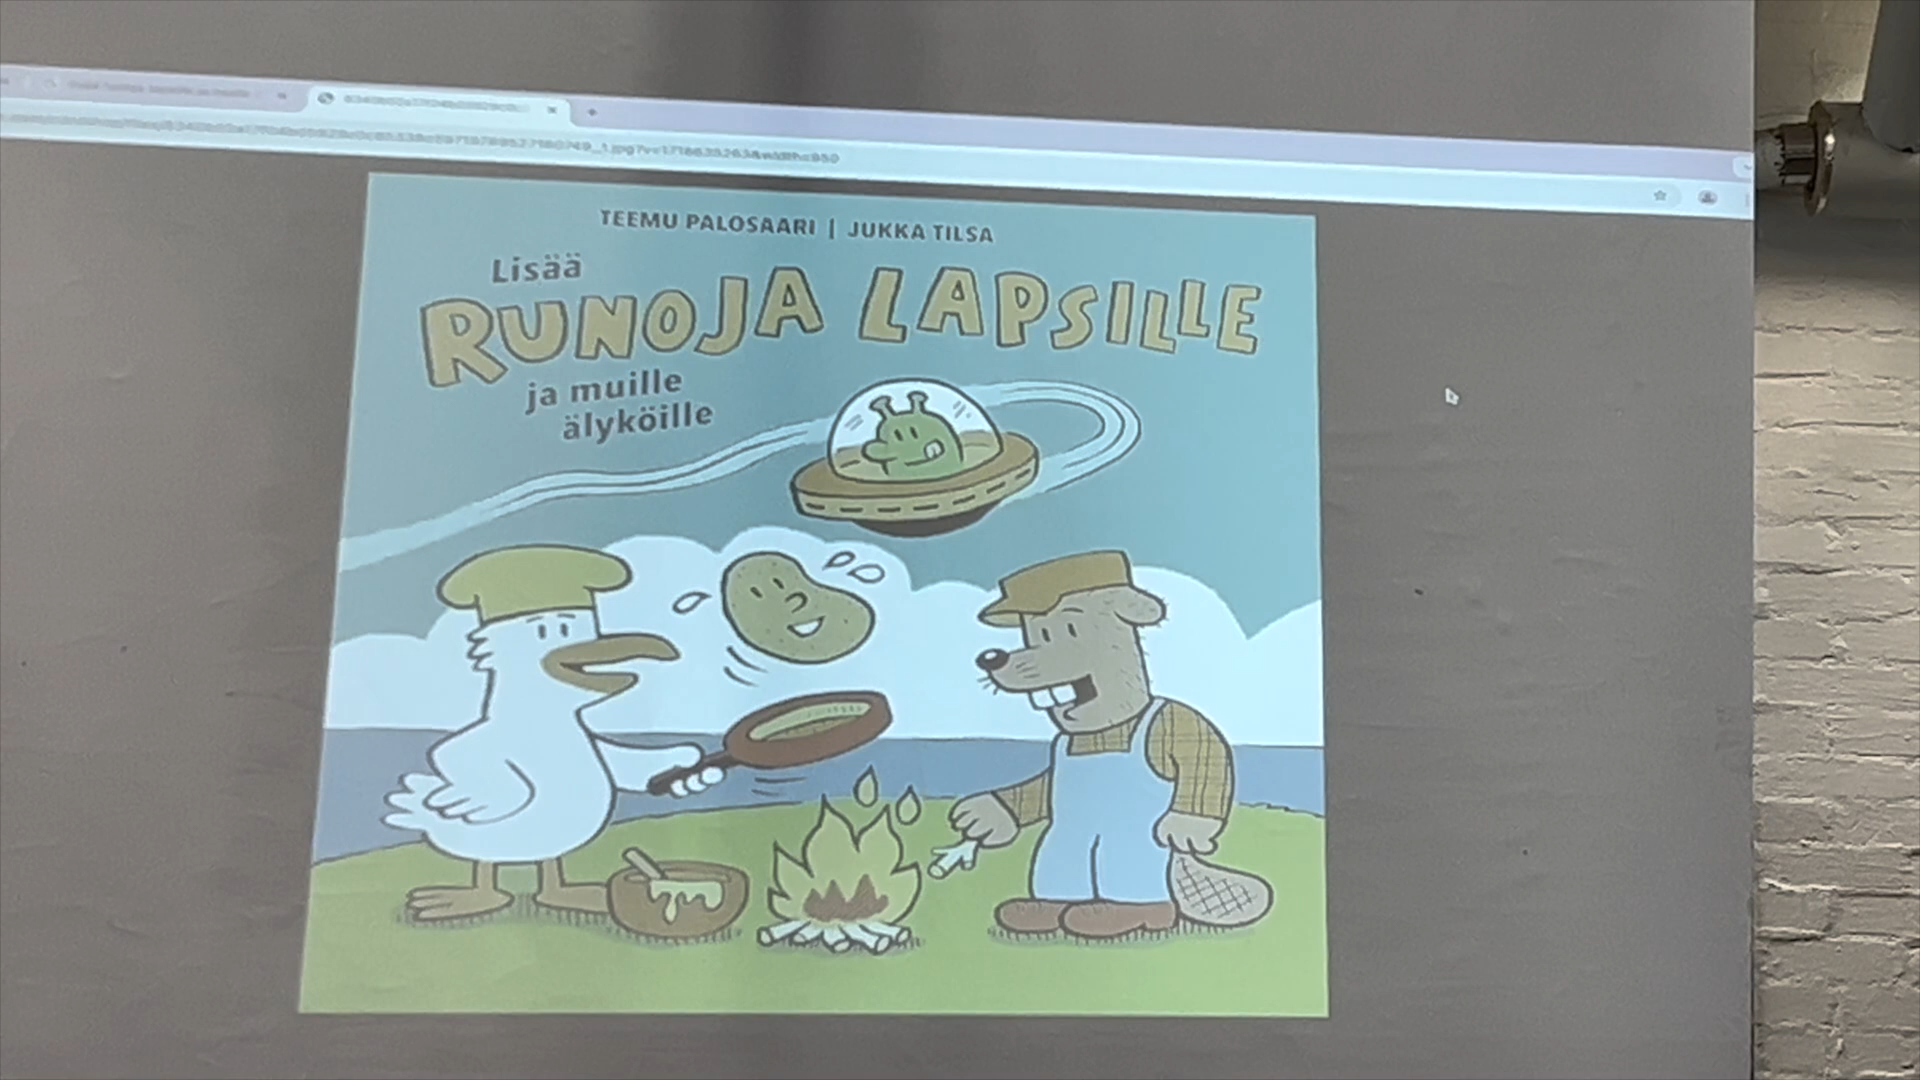 TEEMU PALOSAARI | JUKKA TILSA
Lisää
RUNOJA LAPSILLE
ja muille
älyköille